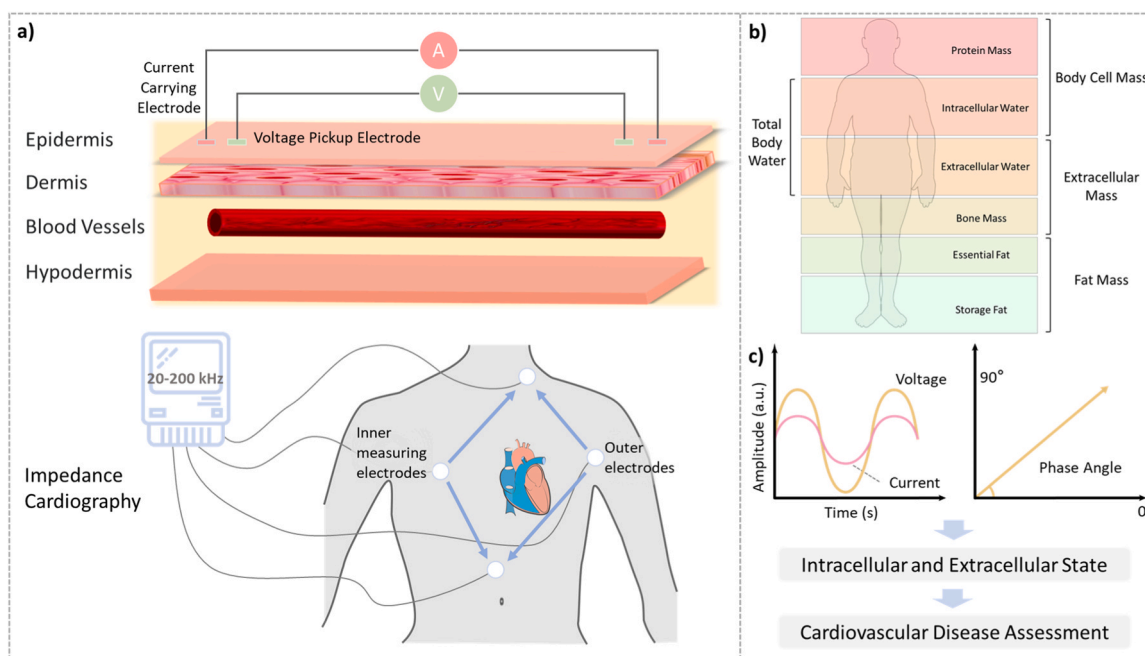 a)
A
Current
Carrying
Electrode
V
Epidermis
Voltage Pickup Electrode
Dermis
Blood Vessels
Hypodermis
20-200 kHz
Inner
measuring
electrodes
Outer
electrodes
Impedance
Cardiography
b)
Protein Mass
Body Cell Mass
Intracellular Water
Total
Body
Water
Extracellular Water
Extracellular
Mass
Bone Mass
Essential Fat
Fat Mass
Storage Fat
c)
Amplitude (a.u.)
Voltage
Current
Time (s)
90°
Phase Angle
0
Intracellular and Extracellular State
Cardiovascular Disease Assessment